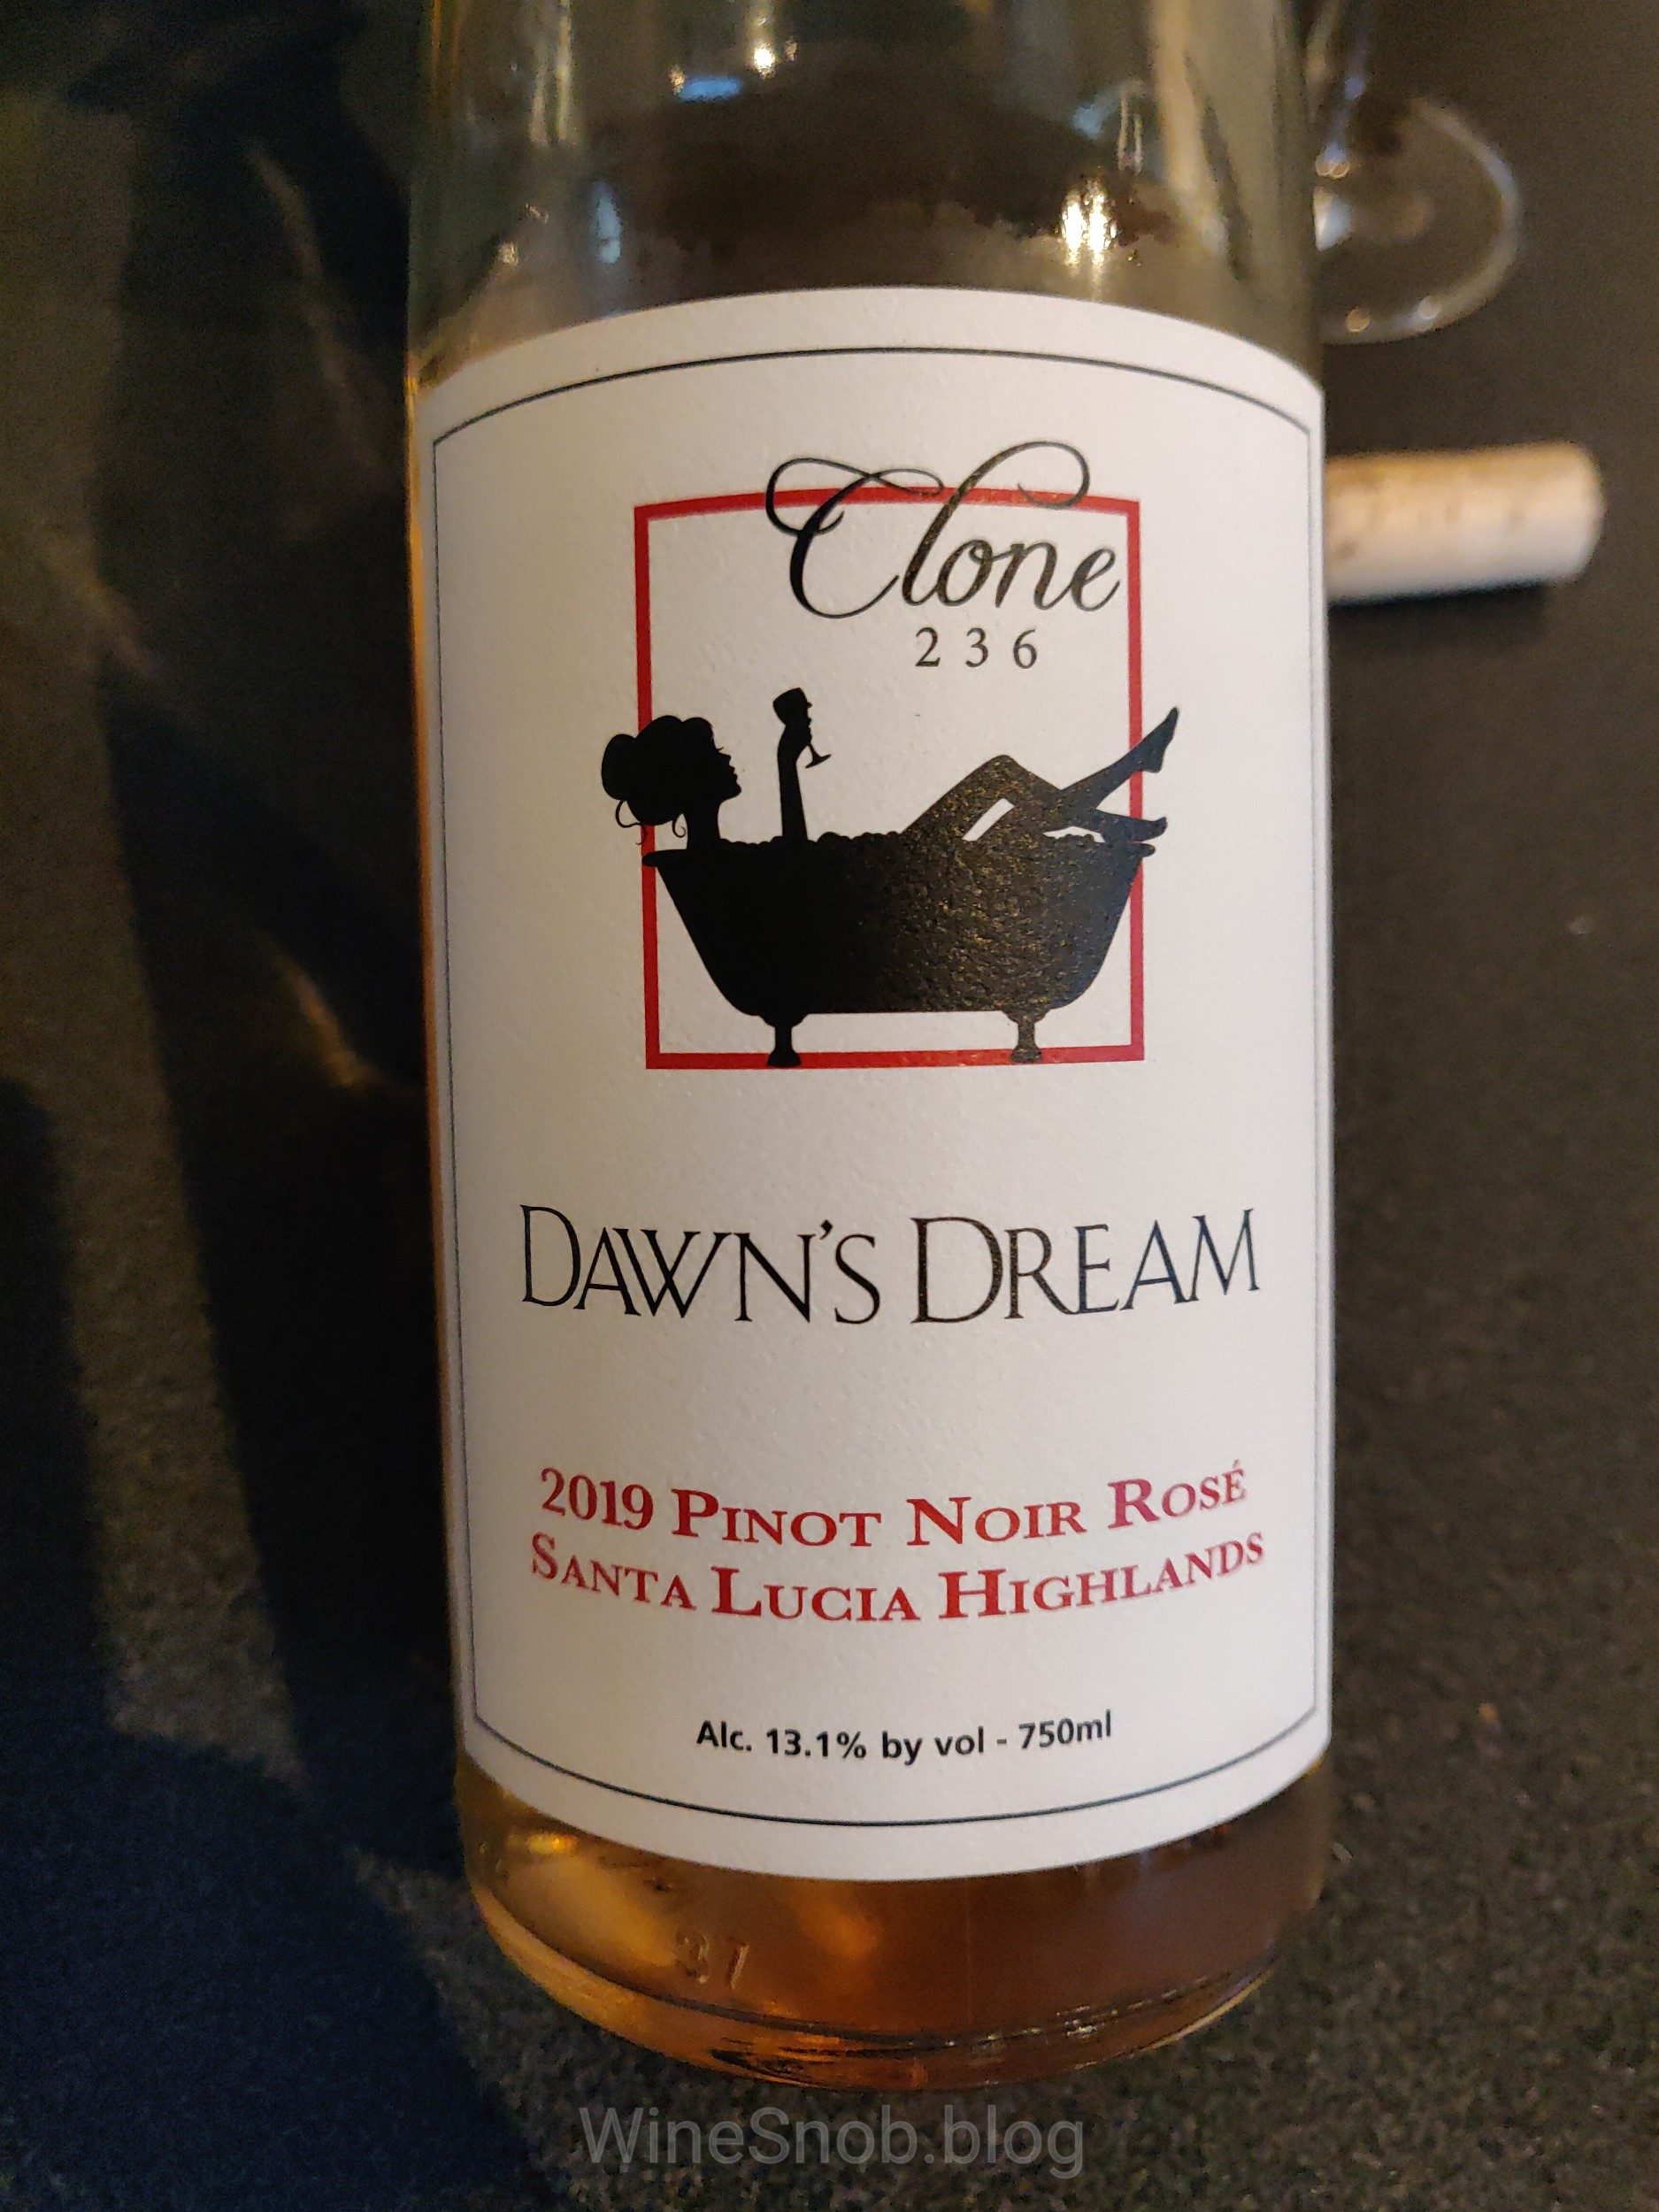 Clone
236
DAWN'S DREAM
2019 PINOT NOIR ROSÉ
SANTA LUCIA HIGHLANDS
Alc. 13.1% by vol - 750ml
37
WineSnob.blog